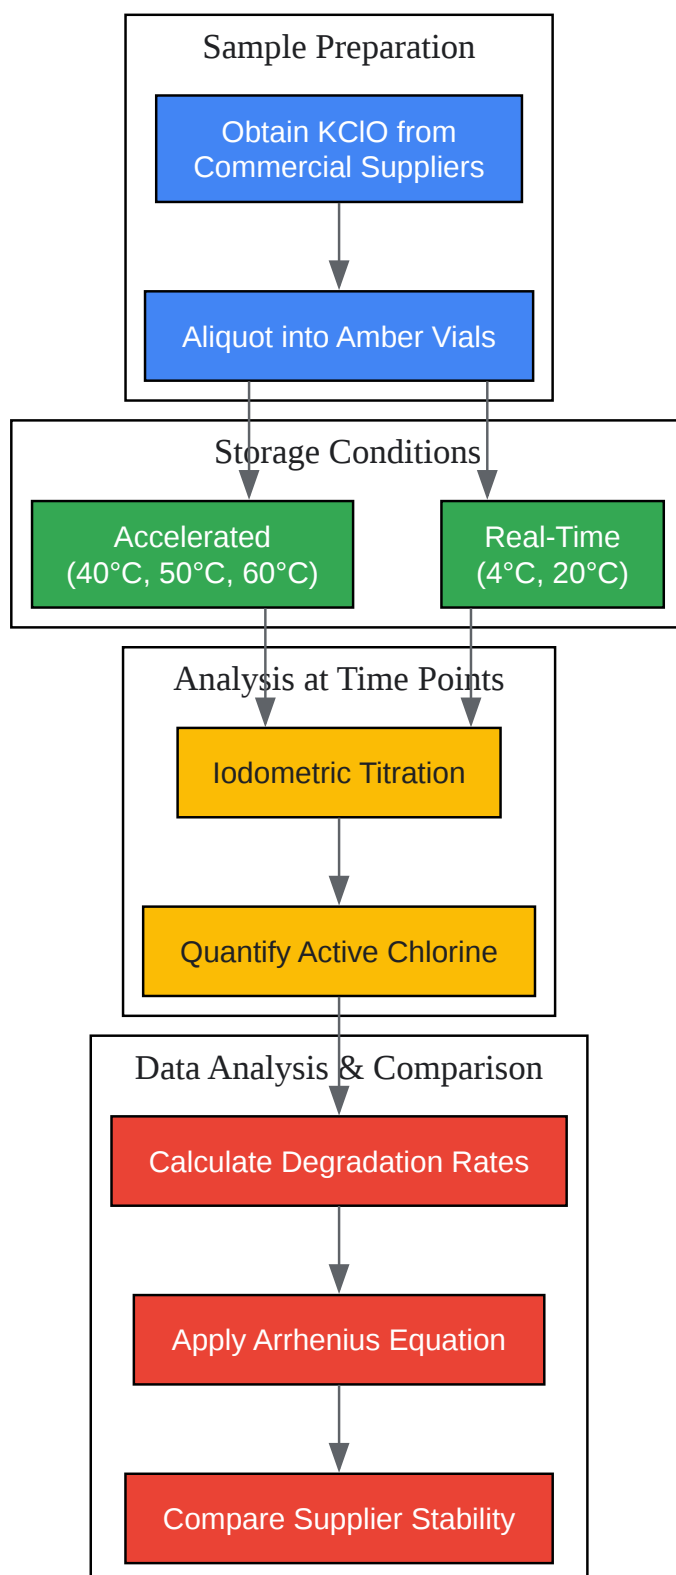 Sample Preparation
Obtain KClO from
Commercial Suppliers
Aliquot into Amber Vials
Storage Conditions
Accelerated
(40°C, 50°C, 60°C)
Real-Time
(4°C, 20°C)
Analysis at Time Points
Iodometric Titration
Quantify Active Chlorine
Data Analysis & Comparison
Calculate Degradation Rates
Apply Arrhenius Equation
Compare Supplier Stability